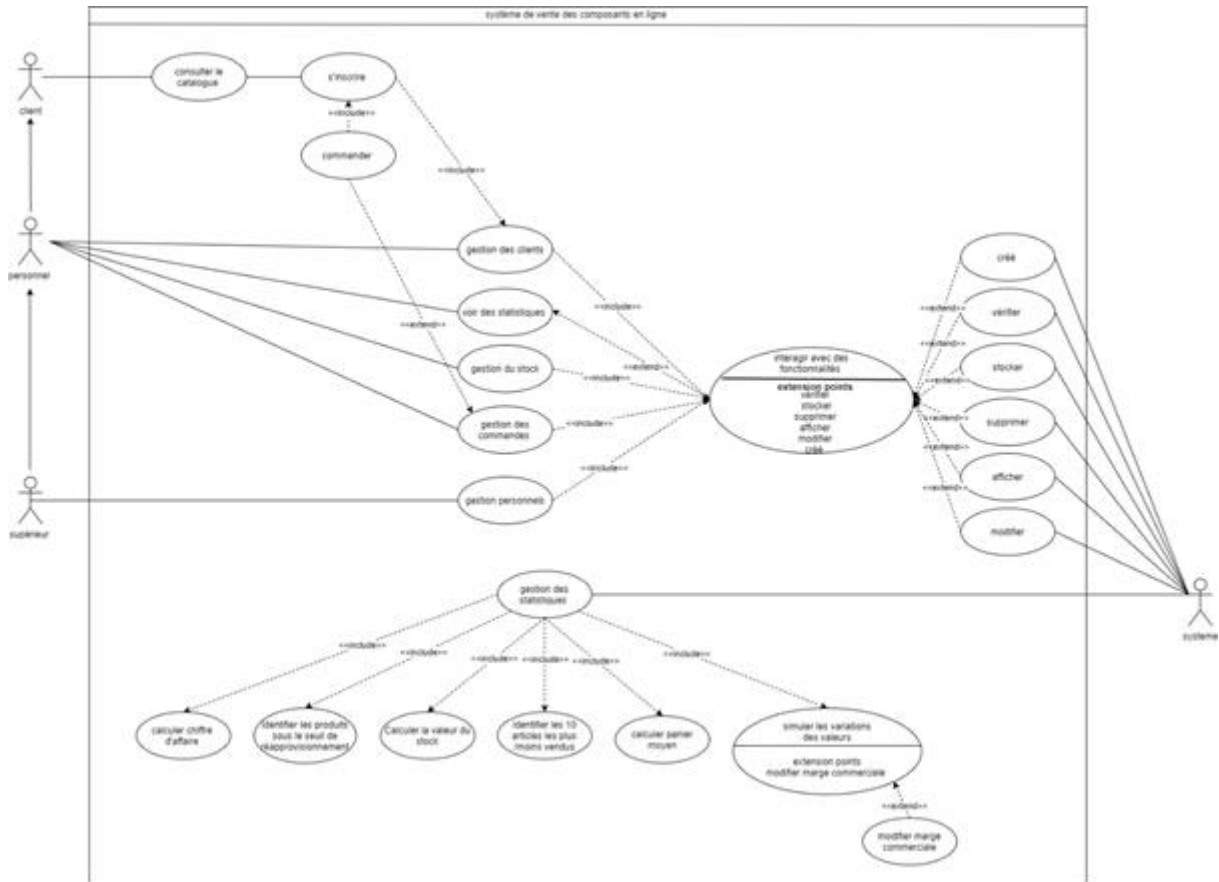 système de vente des composants en ligne
consulter le
catalogue
s'inscrire
client
<<include>>
commander
<<include>>
gestion des clients
personnel
créé
voir des statistiques
<<include>>
<<extend>>
vérifier
<<extend>>
<<extend>>
interagir avec des
fonctionnalités
extension points
vérifier
stocker
supprimer
afficher
modifier
créé
gestion du stock
<<include>>
<<extend>>
stocker
<<extend>>
gestion des
commandes
<<include>>
<<extend>>
supprimer
<<extend>>
<<include>>
gestion personnels
<<extend>>
afficher
supérieur
modifier
gestion des
statistiques
systeme
<<include>>
<<include>>
<<include>>
<<include>>
<<include>>
<<include>>
calculer chiffre
d'affaire
Identifier les produits
sous le seuil de
réapprovisionnement
Calculer la valeur du
stock
Identifier les 10
articles les plus
/moins vendus
calculer panier
moyen
simuler les variations
des valeurs
extension points
modifier marge commerciale
<<extend>>
modifier marge
commerciale